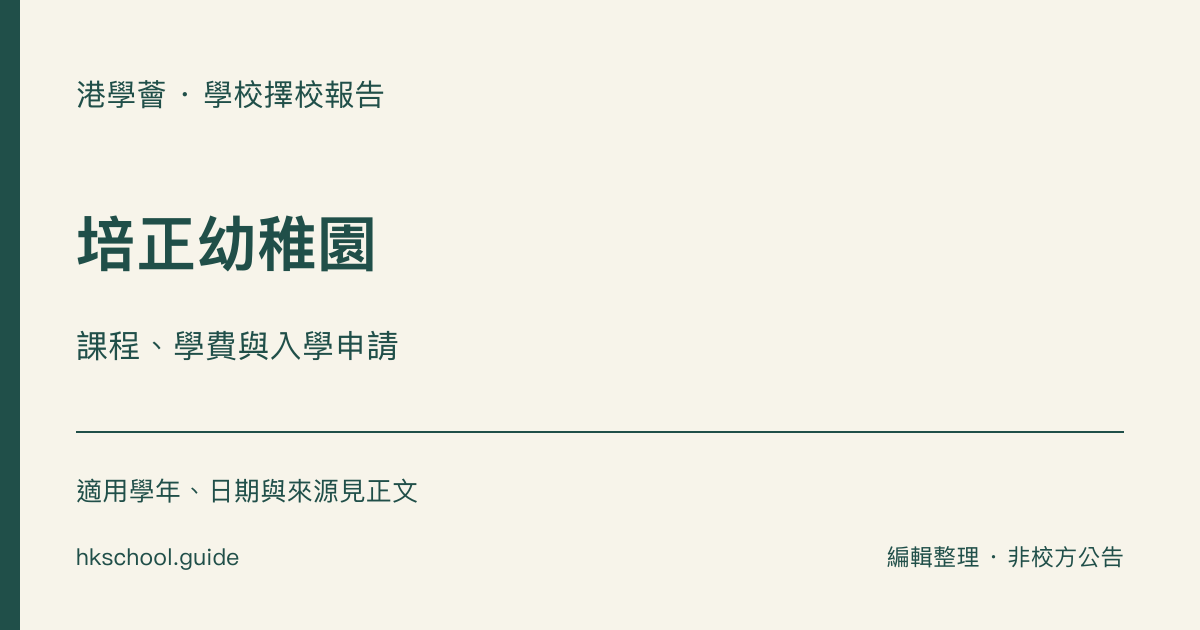 港學薈 · 學校擇校報告
培正幼稚園
課程、學費與入學申請
適用學年、日期與來源見正文
hkschool.guide
編輯整理 · 非校方公告